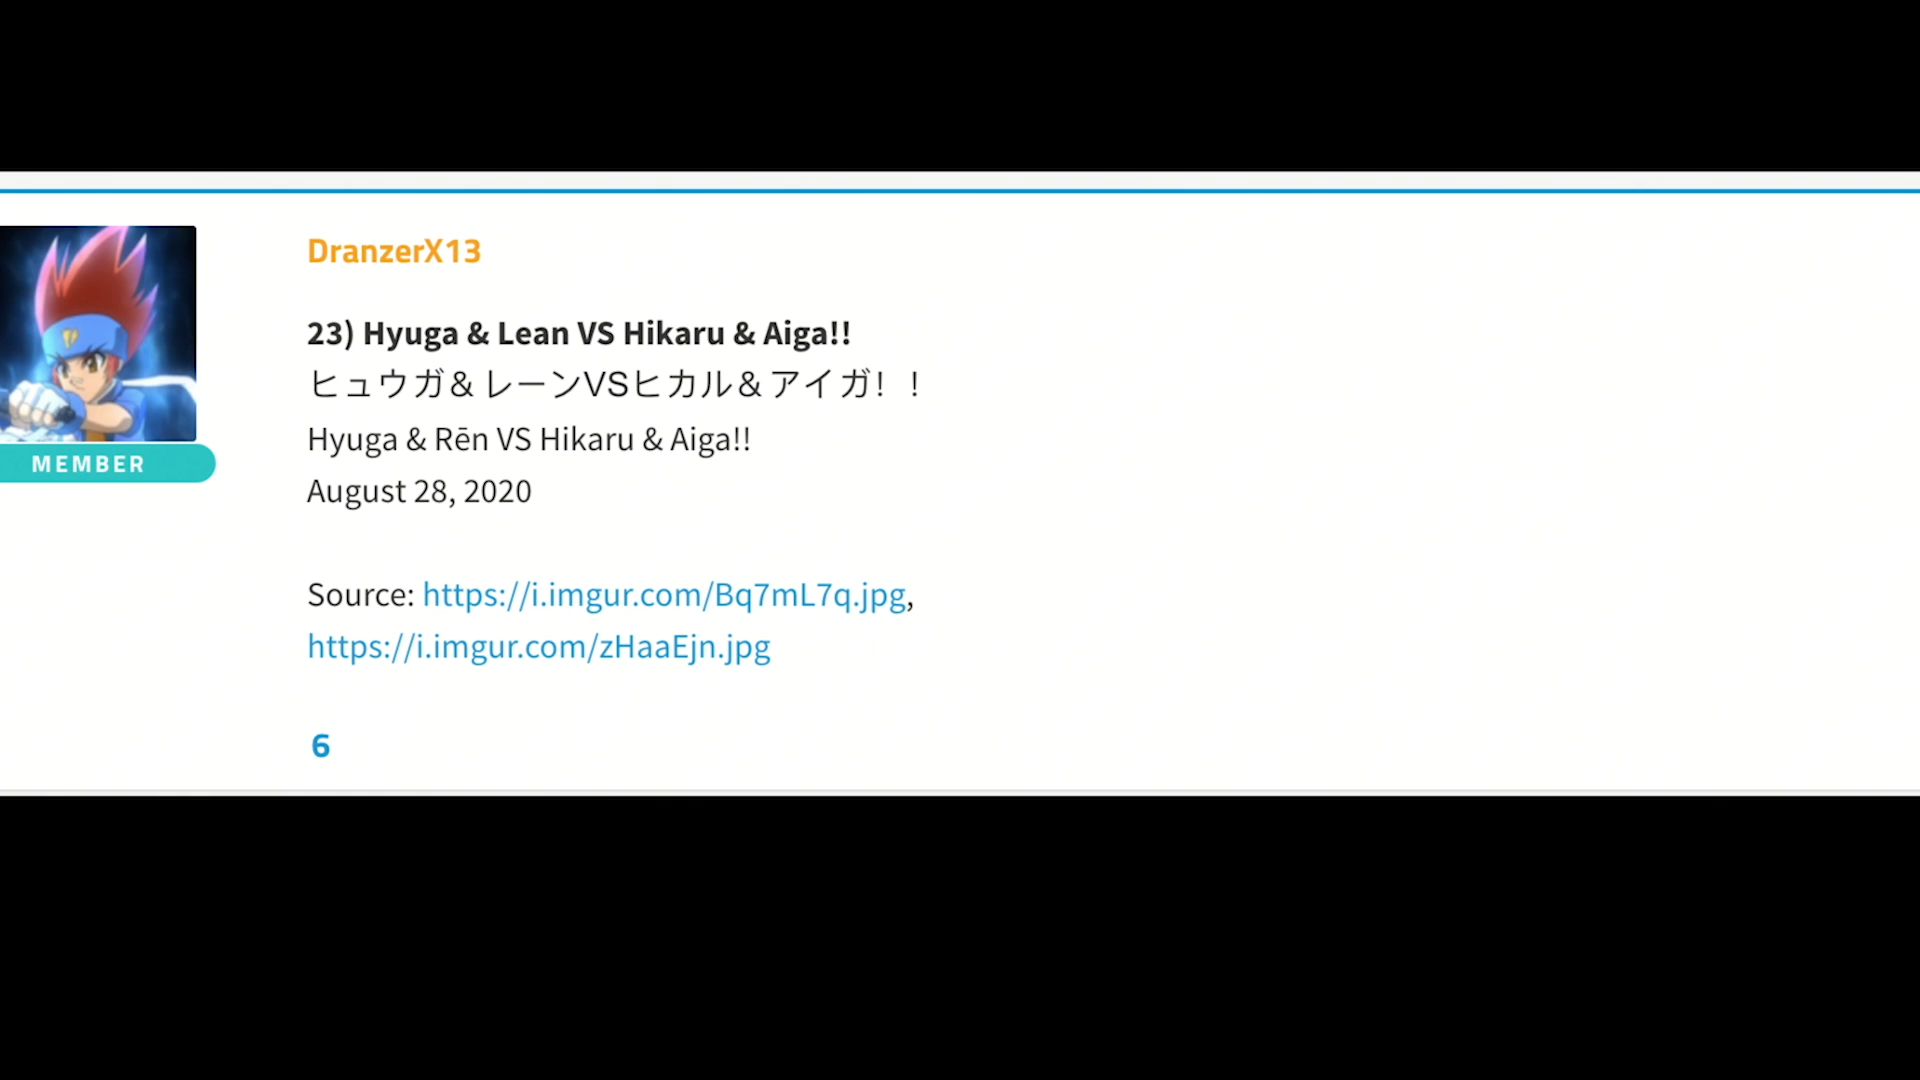 DranzerX13
23) Hyuga & Lean VS Hikaru & Aiga!!
ヒュウガ＆レーンVSヒカル＆アイガ！！
Hyuga & Rēn VS Hikaru & Aiga!!
August 28, 2020
MEMBER
Source: https://i.imgur.com/Bq7mL7q.jpg,
https://i.imgur.com/zHaaEjn.jpg
6